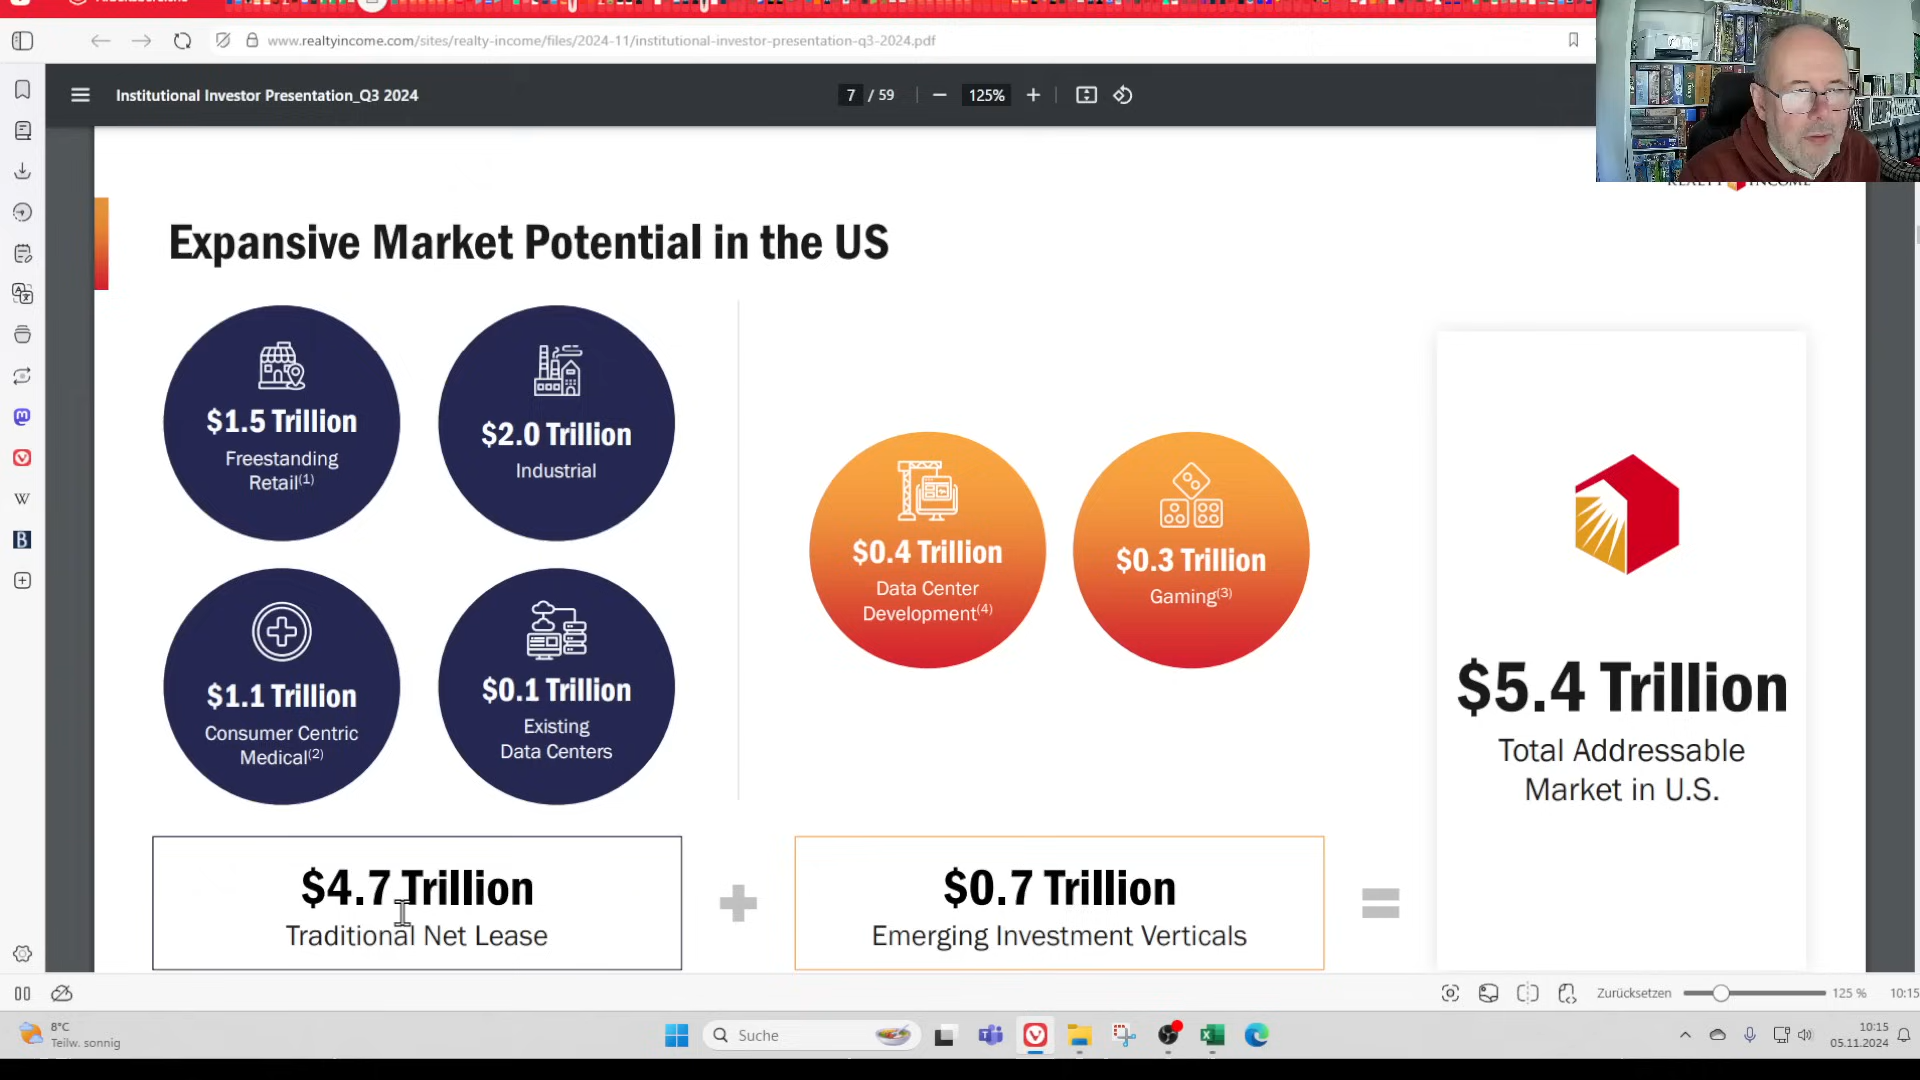 www.realtyincome.com/sites/realty-income/files/2024-11/institutional-investor-presentation-q3-2024.pdf
Institutional Investor Presentation_Q3 2024
7 / 59
125%
Expansive Market Potential in the US
$1.5 Trillion
Freestanding
Retail(1)
$2.0 Trillion
Industrial
$1.1 Trillion
Consumer Centric
Medical(2)
$0.1 Trillion
Existing
Data Centers
$0.4 Trillion
Data Center
Development(4)
$0.3 Trillion
Gaming(3)
$5.4 Trillion
Total Addressable
Market in U.S.
$4.7 Trillion
Traditional Net Lease
$0.7 Trillion
Emerging Investment Verticals
Zurücksetzen
125 %
10:15
8°C
Teilw. sonnig
Suche
10:15
05.11.2024